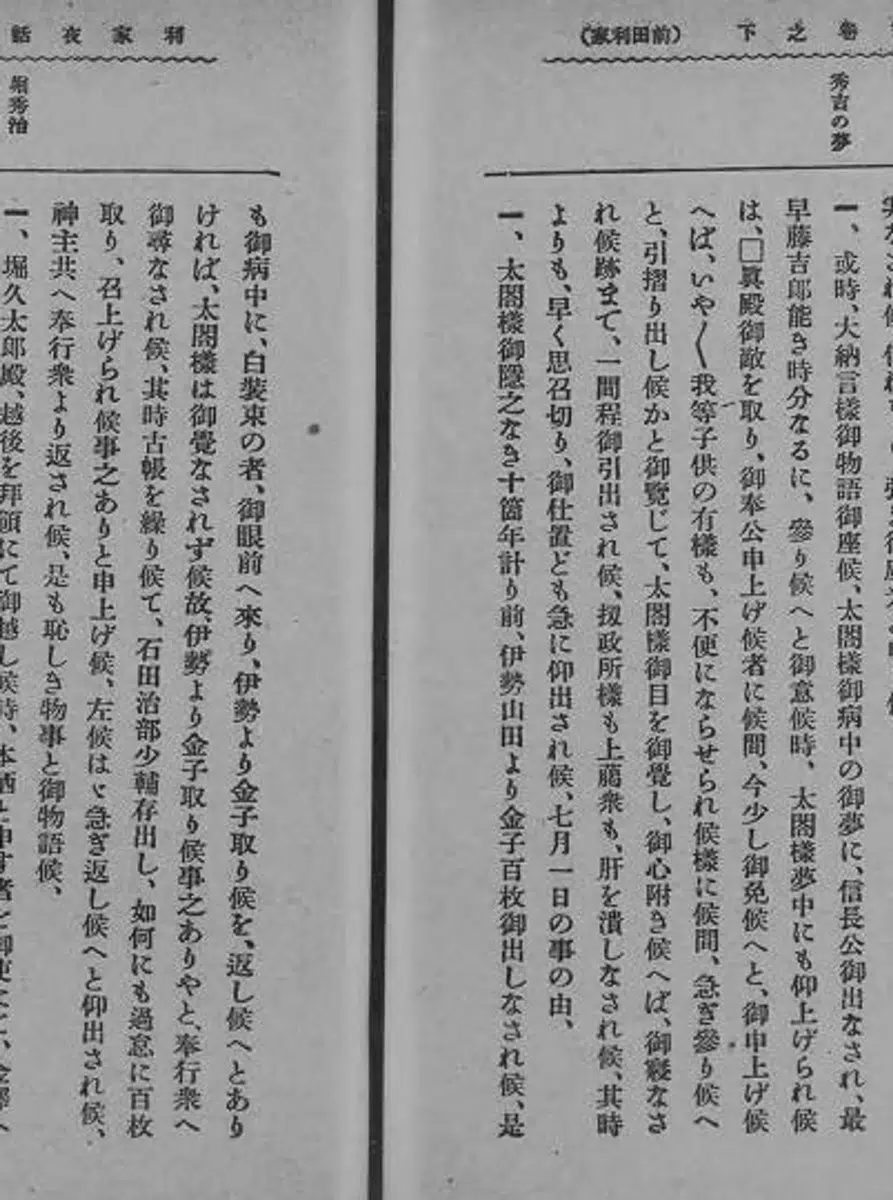 卷之下 (前田利家)
秀吉の夢
一、或時、大納言樣御物語御座候、太閤樣御病中の御夢に、信長公御出なされ、最
早藤吉郎能き時分なるに、參り候へと御意候時、太閤樣夢中にも仰上げられ候
は、□眞殿御敵を取り、御奉公申上げ候者に候間、今少し御免候へと、御申上げ候
へば、いや〱我等子供の有樣も、不便にならせられ候樣に候間、急ぎ參り候へ
と、引摺り出し候かと御覽じて、太閤樣御目を御覺し、御心附き候へば、御寢なさ
れ候跡まて、一間程御引出され候、扨政所樣も上﨟衆も、肝を潰しなされ候、其時
よりも、早く思召切り、御仕置ども急に仰出され候、七月一日の事の由、
一、太閤樣御隱之なき十箇年計り前、伊勢山田より金子百枚御出しなされ候、是
利家夜話
堀秀治
も御病中に、白裝束の者、御眼前へ來り、伊勢より金子取り候を、返し候へとあり
ければ、太閤樣は御覺なされず候故、伊勢より金子取り候事之ありやと、奉行衆へ
御尋なされ候、其時古帳を繰り候て、石田治部少輔存出し、如何にも過怠に百枚
取り、召上げられ候事之ありと申上げ候、左候はゞ急ぎ返し候へと仰出され候、
神主共へ奉行衆より返され候、是も恥しき物事と御物語候、
一、堀久太郎殿、越後を拜領にて御越し候時、本